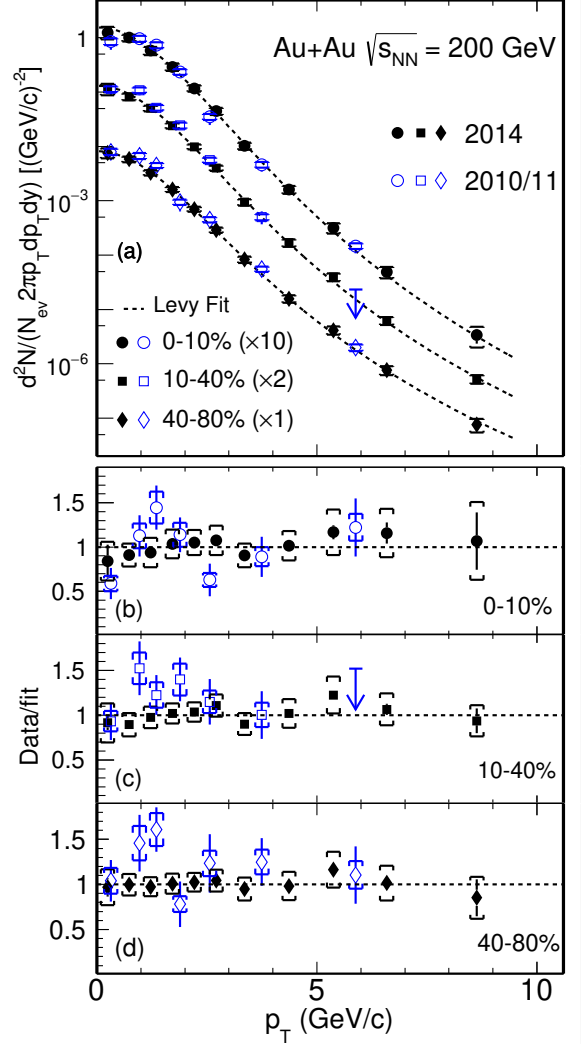 1
10⁻³
10⁻⁶
d²N/(N_ev 2πp_T dp_T dy) [(GeV/c)⁻²]
Au+Au √s_NN = 200 GeV
2014
2010/11
(a)
Levy Fit
0-10% (×10)
10-40% (×2)
40-80% (×1)
1.5
1
0.5
(b)
0-10%
Data/fit
1.5
1
0.5
(c)
10-40%
1.5
1
0.5
(d)
40-80%
0
5
10
p_T (GeV/c)